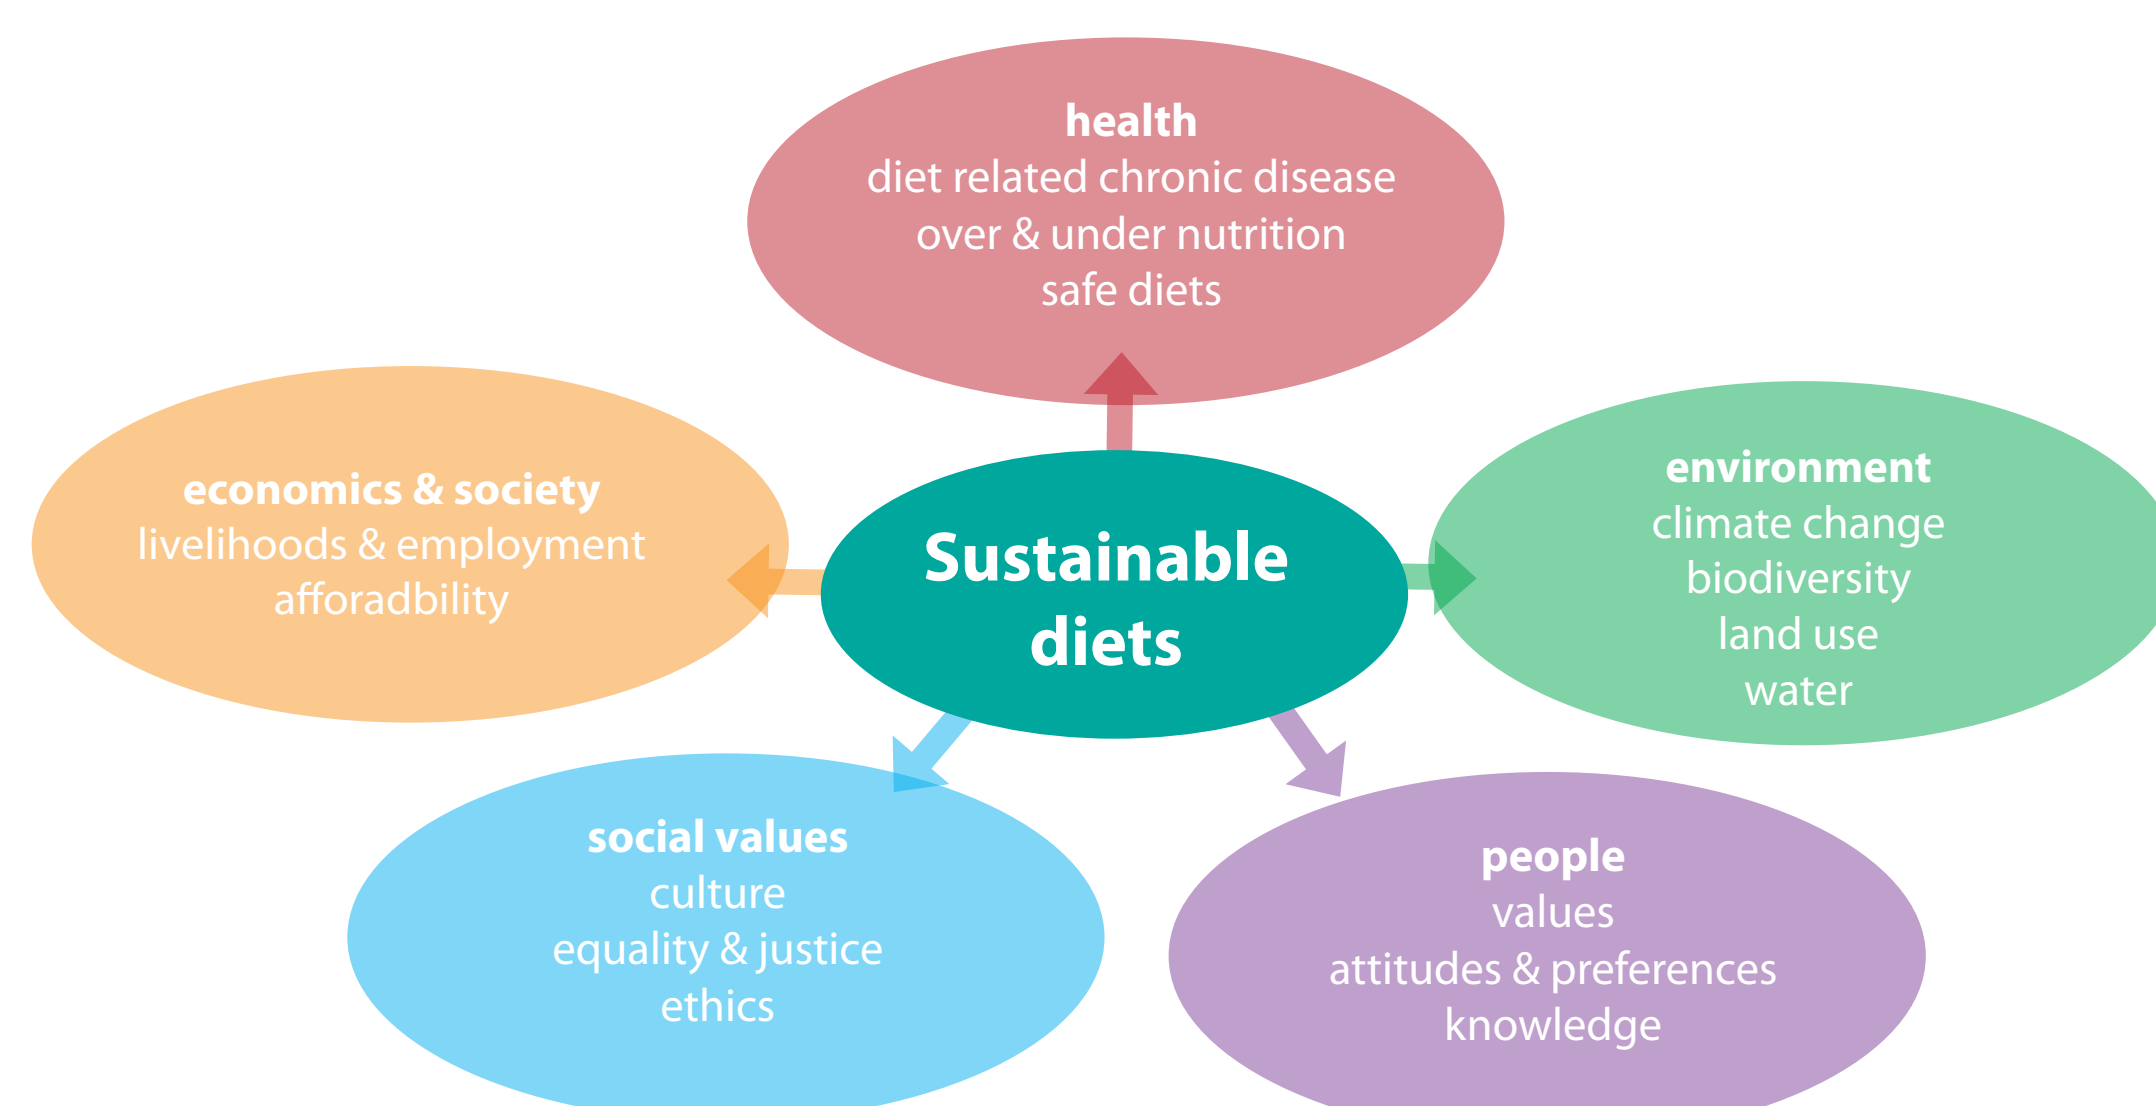 health
diet related chronic disease
over & under nutrition
safe diets
economics & society
livelihoods & employment
afforadbility
Sustainable
diets
environment
climate change
biodiversity
land use
water
social values
culture
equality & justice
ethics
people
values
attitudes & preferences
knowledge